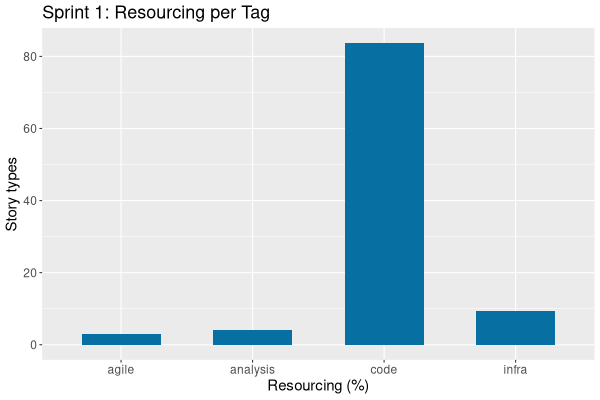 Sprint 1: Resourcing per Tag
Story types
80
60
40
20
0
agile analysis code infra
Resourcing (%)